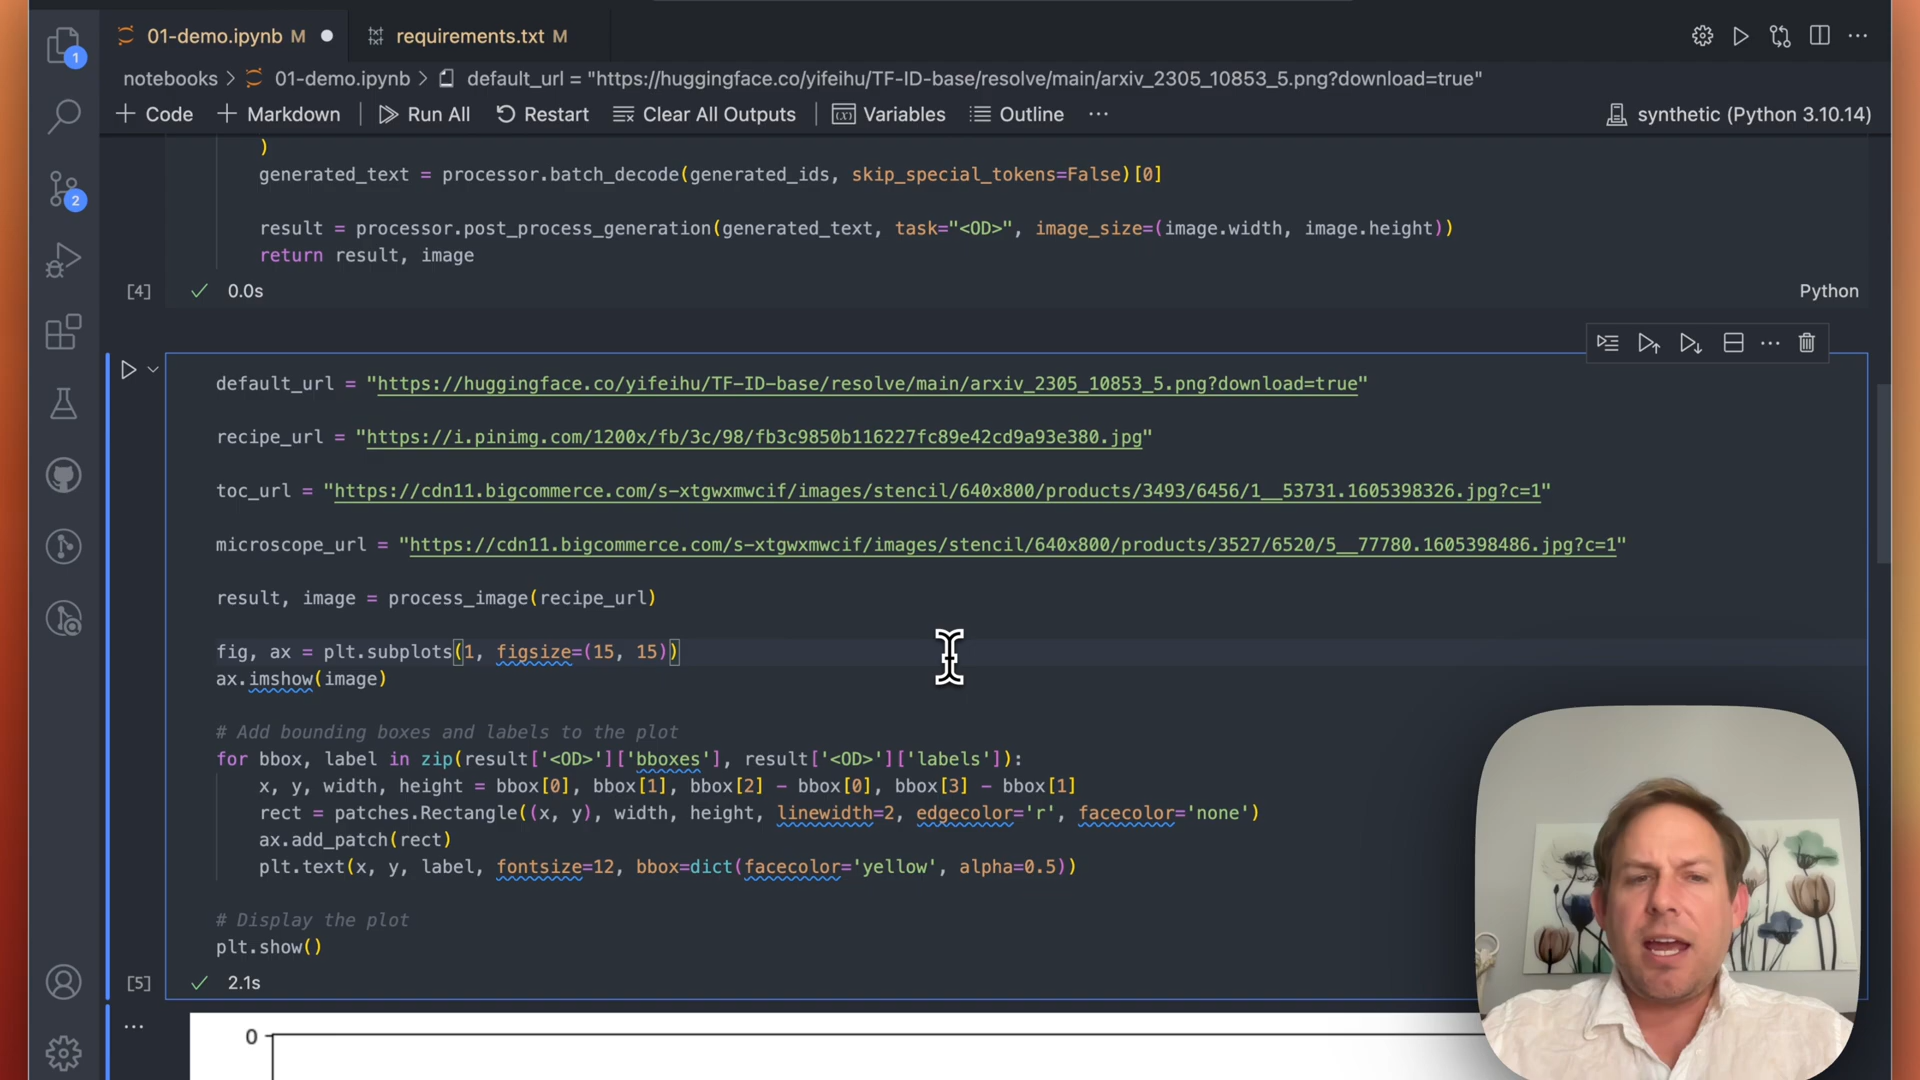 01-demo.ipynb M
requirements.txt M
1
notebooks > 01-demo.ipynb > default_url = "https://huggingface.co/yifeihu/TF-ID-base/resolve/main/arxiv_2305_10853_5.png?download=true"
+ Code + Markdown Run All Restart Clear All Outputs (x) Variables Outline ... synthetic (Python 3.10.14)
2
)
generated_text = processor.batch_decode(generated_ids, skip_special_tokens=False)[0]
result = processor.post_process_generation(generated_text, task="<OD>", image_size=(image.width, image.height))
return result, image
[4] ✓ 0.0s Python
default_url = "https://huggingface.co/yifeihu/TF-ID-base/resolve/main/arxiv_2305_10853_5.png?download=true"
recipe_url = "https://i.pinimg.com/1200x/fb/3c/98/fb3c9850b116227fc89e42cd9a93e380.jpg"
toc_url = "https://cdn11.bigcommerce.com/s-xtgwxmwcif/images/stencil/640x800/products/3493/6456/1__53731.1605398326.jpg?c=1"
microscope_url = "https://cdn11.bigcommerce.com/s-xtgwxmwcif/images/stencil/640x800/products/3527/6520/5__77780.1605398486.jpg?c=1"
result, image = process_image(recipe_url)
fig, ax = plt.subplots(1, figsize=(15, 15))
ax.imshow(image)
# Add bounding boxes and labels to the plot
for bbox, label in zip(result['<OD>']['bboxes'], result['<OD>']['labels']):
x, y, width, height = bbox[0], bbox[1], bbox[2] - bbox[0], bbox[3] - bbox[1]
rect = patches.Rectangle((x, y), width, height, linewidth=2, edgecolor='r', facecolor='none')
ax.add_patch(rect)
plt.text(x, y, label, fontsize=12, bbox=dict(facecolor='yellow', alpha=0.5))
# Display the plot
plt.show()
[5] ✓ 2.1s
...
0